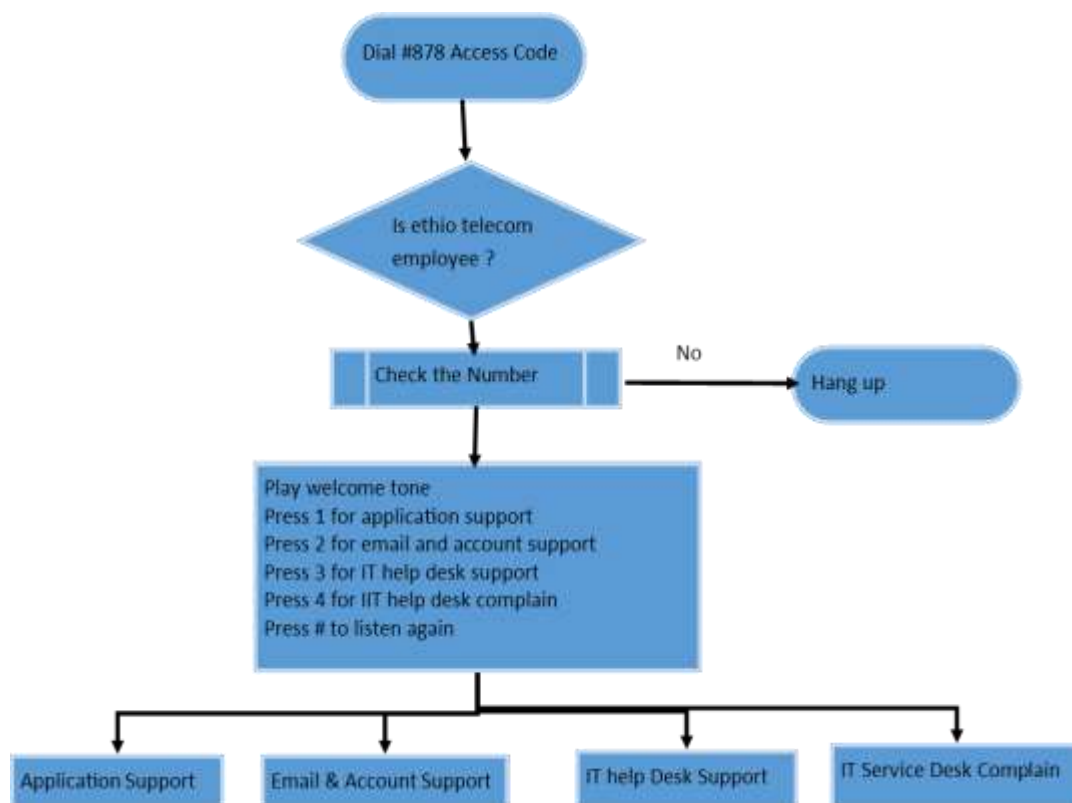 Dial #878 Access Code
Is ethio telecom
employee ?
Check the Number
No
Hang up
Play welcome tone
Press 1 for application support
Press 2 for email and account support
Press 3 for IT help desk support
Press 4 for IIT help desk complain
Press # to listen again
Application Support
Email & Account Support
IT help Desk Support
IT Service Desk Complain